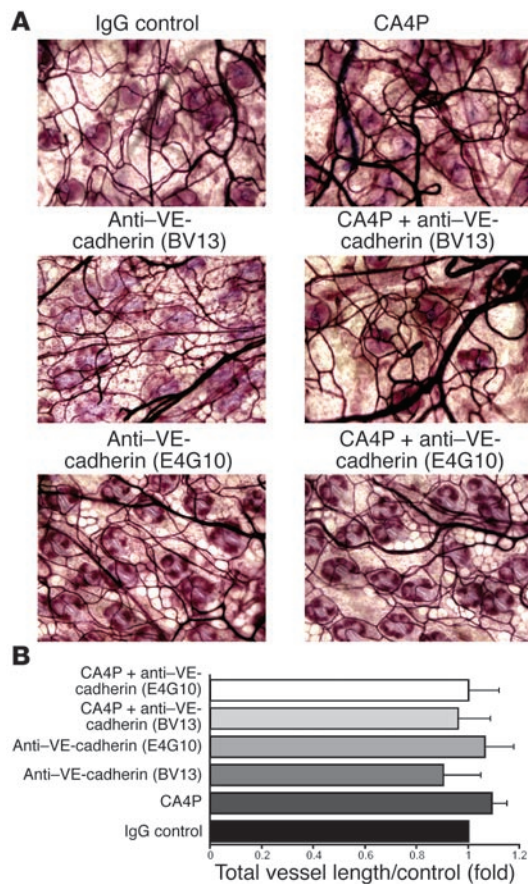 A
IgG control
CA4P
Anti–VE-
cadherin (BV13)
CA4P + anti–VE-
cadherin (BV13)
Anti–VE-
cadherin (E4G10)
CA4P + anti–VE-
cadherin (E4G10)
B
CA4P + anti–VE-
cadherin (E4G10)
CA4P + anti–VE-
cadherin (BV13)
Anti-VE-cadherin (E4G10)
Anti-VE-cadherin (BV13)
CA4P
IgG control
0 0.2 0.4 0.6 0.8 1 1.2
Total vessel length/control (fold)